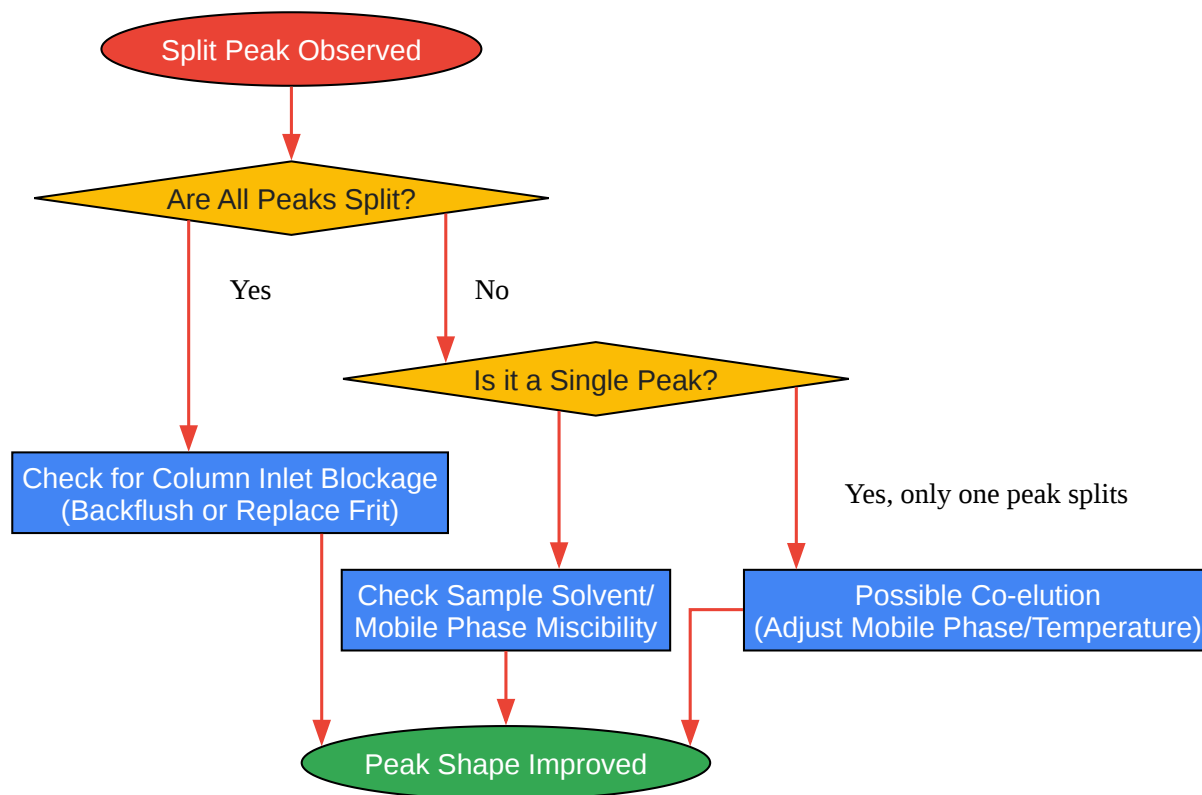 Split Peak Observed
Are All Peaks Split?
Yes
No
Is it a Single Peak?
Check for Column Inlet Blockage
(Backflush or Replace Frit)
Yes, only one peak splits
Check Sample Solvent/
Mobile Phase Miscibility
Possible Co-elution
(Adjust Mobile Phase/Temperature)
Peak Shape Improved